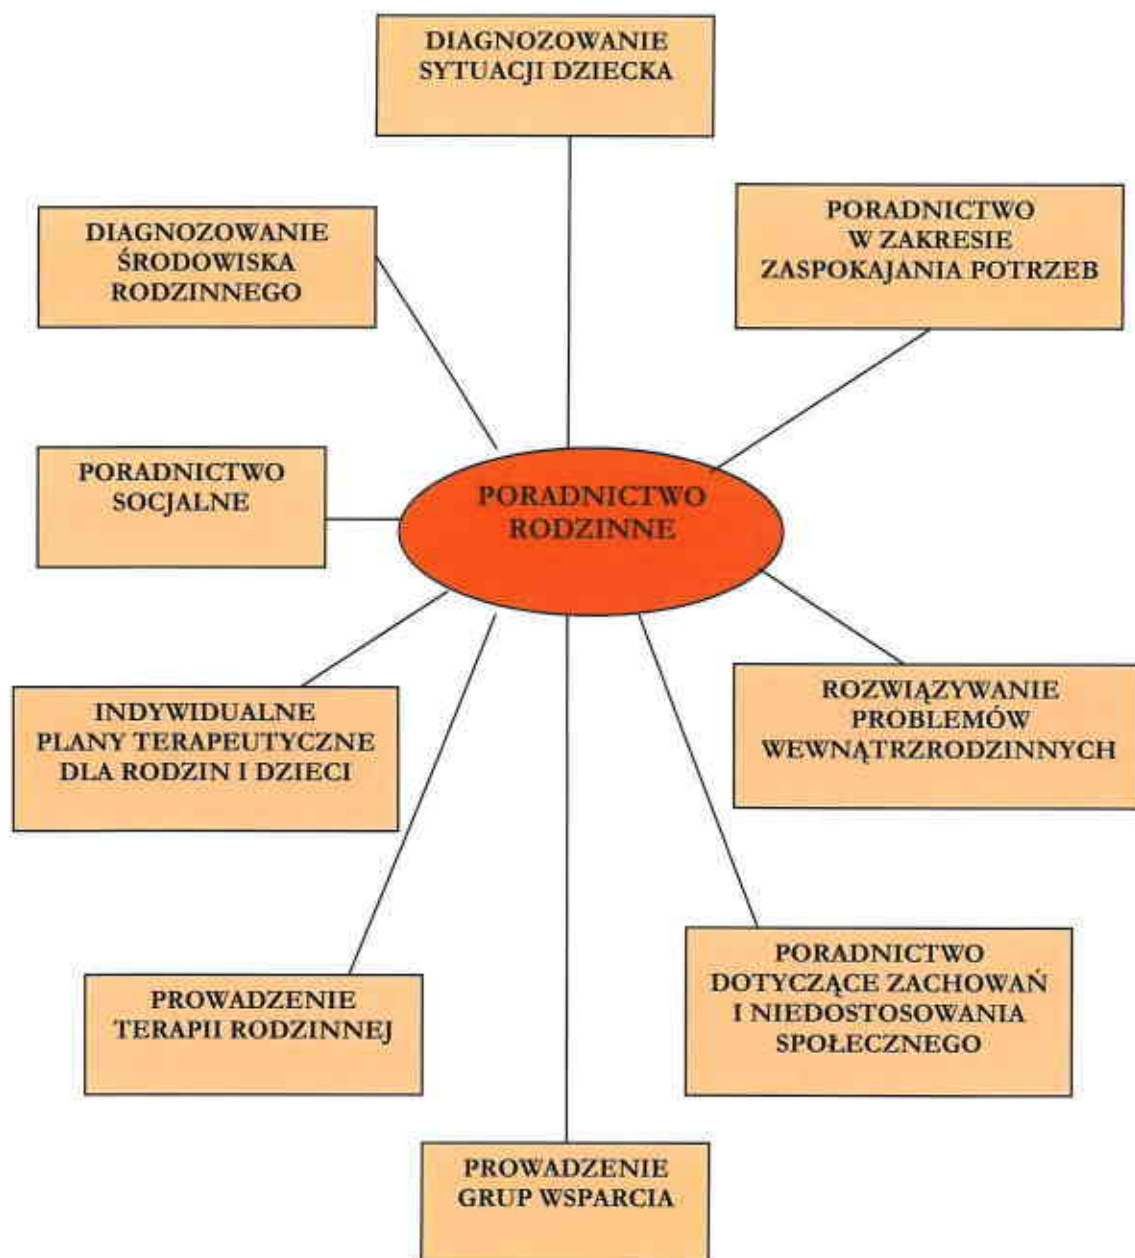 DIAGNOZOWANIE
SYTUACJI DZIECKA
DIAGNOZOWANIE
ŚRODOWISKA
RODZINNEGO
PORADNICTWO
W ZAKRESIE
ZASPOKAJANIA POTRZEB
PORADNICTWO
SOCJALNE
PORADNICTWO
RODZINNE
INDYWIDUALNE
PLANY TERAPEUTYCZNE
DLA RODZIN I DZIECI
ROZWIĄZYWANIE
PROBLEMÓW
WEWNĄTRZRODZINNYCH
PROWADZENIE
TERAPII RODZINNEJ
PORADNICTWO
DOTYCZĄCE ZACHOWAŃ
I NIEDOSTOSOWANIA
SPOŁECZNEGO
PROWADZENIE
GRUP WSPARCIA